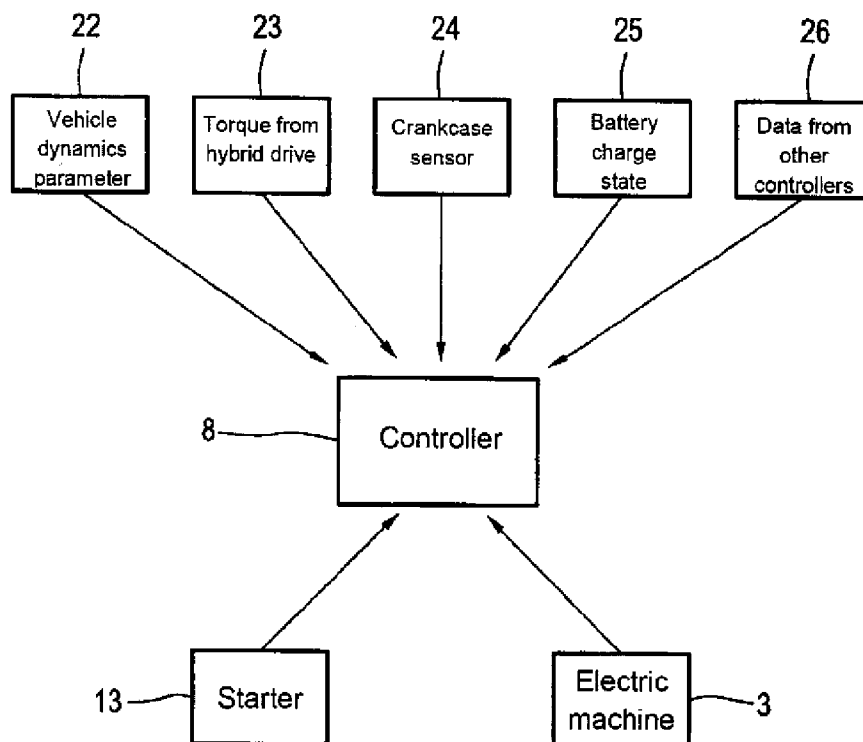 22
23
24
25
26
Vehicle
dynamics
parameter
Torque from
hybrid drive
Crankcase
sensor
Battery
charge
state
Data from
other
controllers
8
Controller
13
Starter
Electric
machine
3